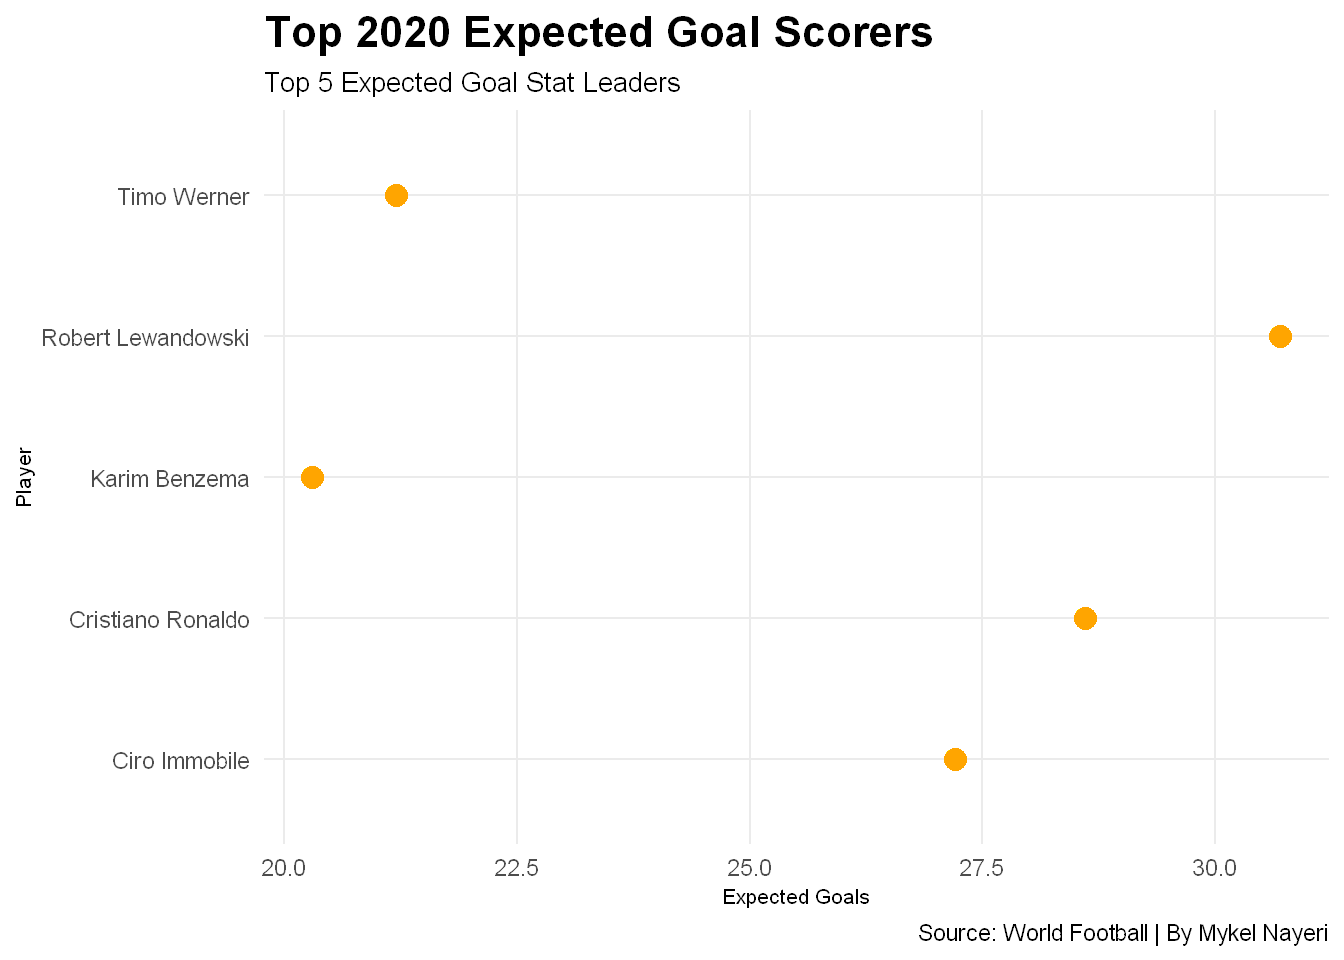 Top 2020 Expected Goal Scorers
Top 5 Expected Goal Stat Leaders
Timo Werner
Robert Lewandowski
Karim Benzema
Cristiano Ronaldo
Ciro Immobile
Player
20.0 22.5 25.0 27.5 30.0
Expected Goals
Source: World Football | By Mykel Nayeri